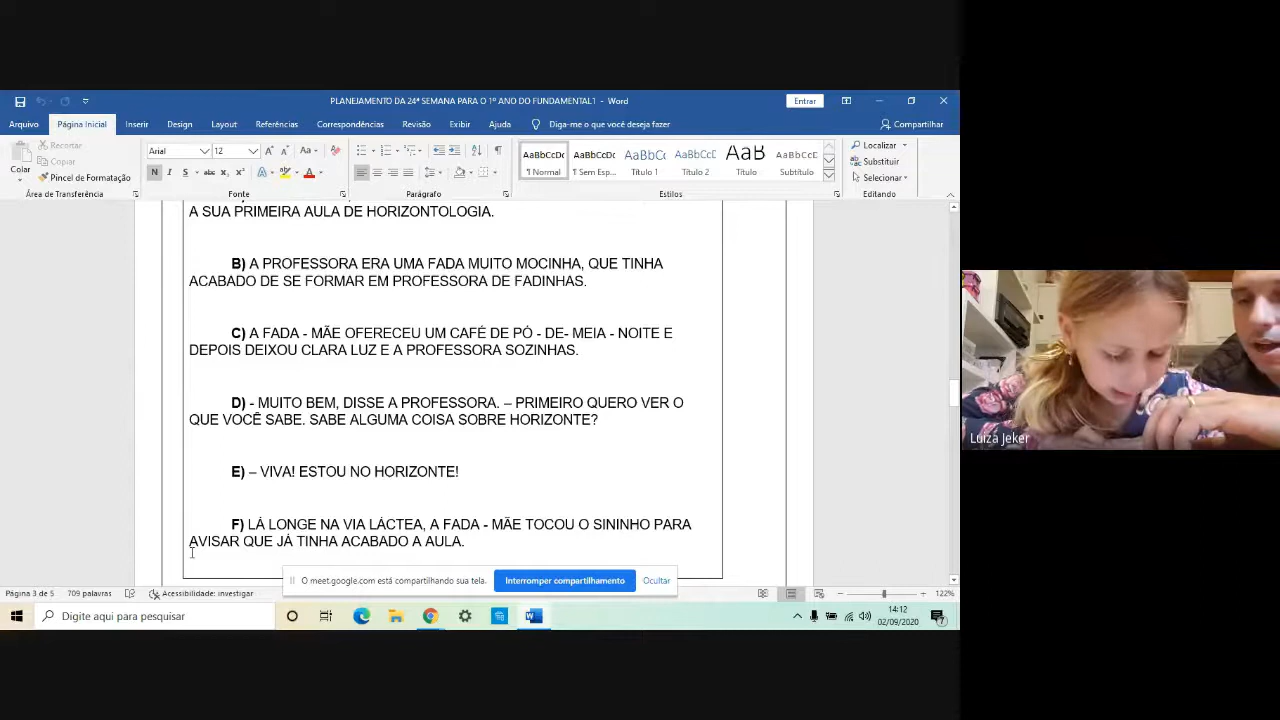 PLANEJAMENTO DA 24ª SEMANA PARA O 1º ANO DO FUNDAMENTAL1 - Word
Entrar
Arquivo Página Inicial Inserir Design Layout Referências Correspondências Revisão Exibir Ajuda Diga-me o que você deseja fazer Compartilhar
Colar
Recortar
Copiar
Pincel de Formatação
Área de Transferência
Arial 12
Fonte
Parágrafo
AaBbCcDc AaBbCcDc AaBbCc AaBbCcD AaB AaBbCcD
¶ Normal ¶ Sem Esp... Título 1 Título 2 Título Subtítulo
Estilos
Localizar
Substituir
Selecionar
Editando
A SUA PRIMEIRA AULA DE HORIZONTOLOGIA.
B) A PROFESSORA ERA UMA FADA MUITO MOCINHA, QUE TINHA
ACABADO DE SE FORMAR EM PROFESSORA DE FADINHAS.
C) A FADA - MÃE OFERECEU UM CAFÉ DE PÓ - DE- MEIA - NOITE E
DEPOIS DEIXOU CLARA LUZ E A PROFESSORA SOZINHAS.
D) - MUITO BEM, DISSE A PROFESSORA. – PRIMEIRO QUERO VER O
QUE VOCÊ SABE. SABE ALGUMA COISA SOBRE HORIZONTE?
E) – VIVA! ESTOU NO HORIZONTE!
F) LÁ LONGE NA VIA LÁCTEA, A FADA - MÃE TOCOU O SININHO PARA
AVISAR QUE JÁ TINHA ACABADO A AULA.
O meet.google.com está compartilhando sua tela. Interromper compartilhamento Ocultar
Página 3 de 5 709 palavras Acessibilidade: investigar 122%
Digite aqui para pesquisar
14:12
02/09/2020
Luiza Jeker